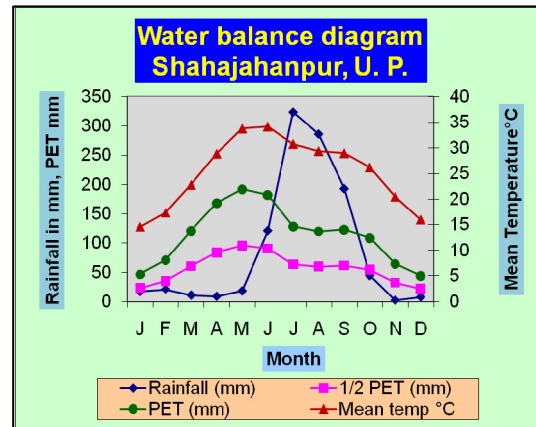 Water balance diagram
Shahajahanpur, U. P.
Rainfall in mm, PET mm
350
300
250
200
150
100
50
0
40
35
30
25
20
15
10
5
0
Mean Temperature°C
J F M A M J J A S O N D
Month
Rainfall (mm) 1/2 PET (mm)
PET (mm) Mean temp °C